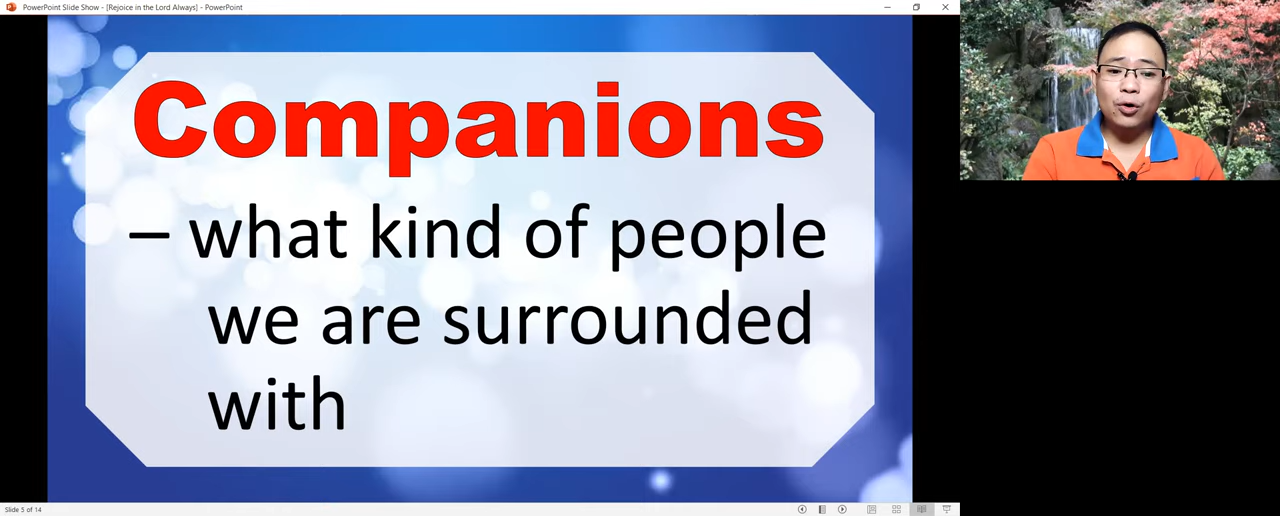 PowerPoint Slide Show - [Rejoice in the Lord Always] - PowerPoint
Companions
– what kind of people
we are surrounded
with
Slide 5 of 14